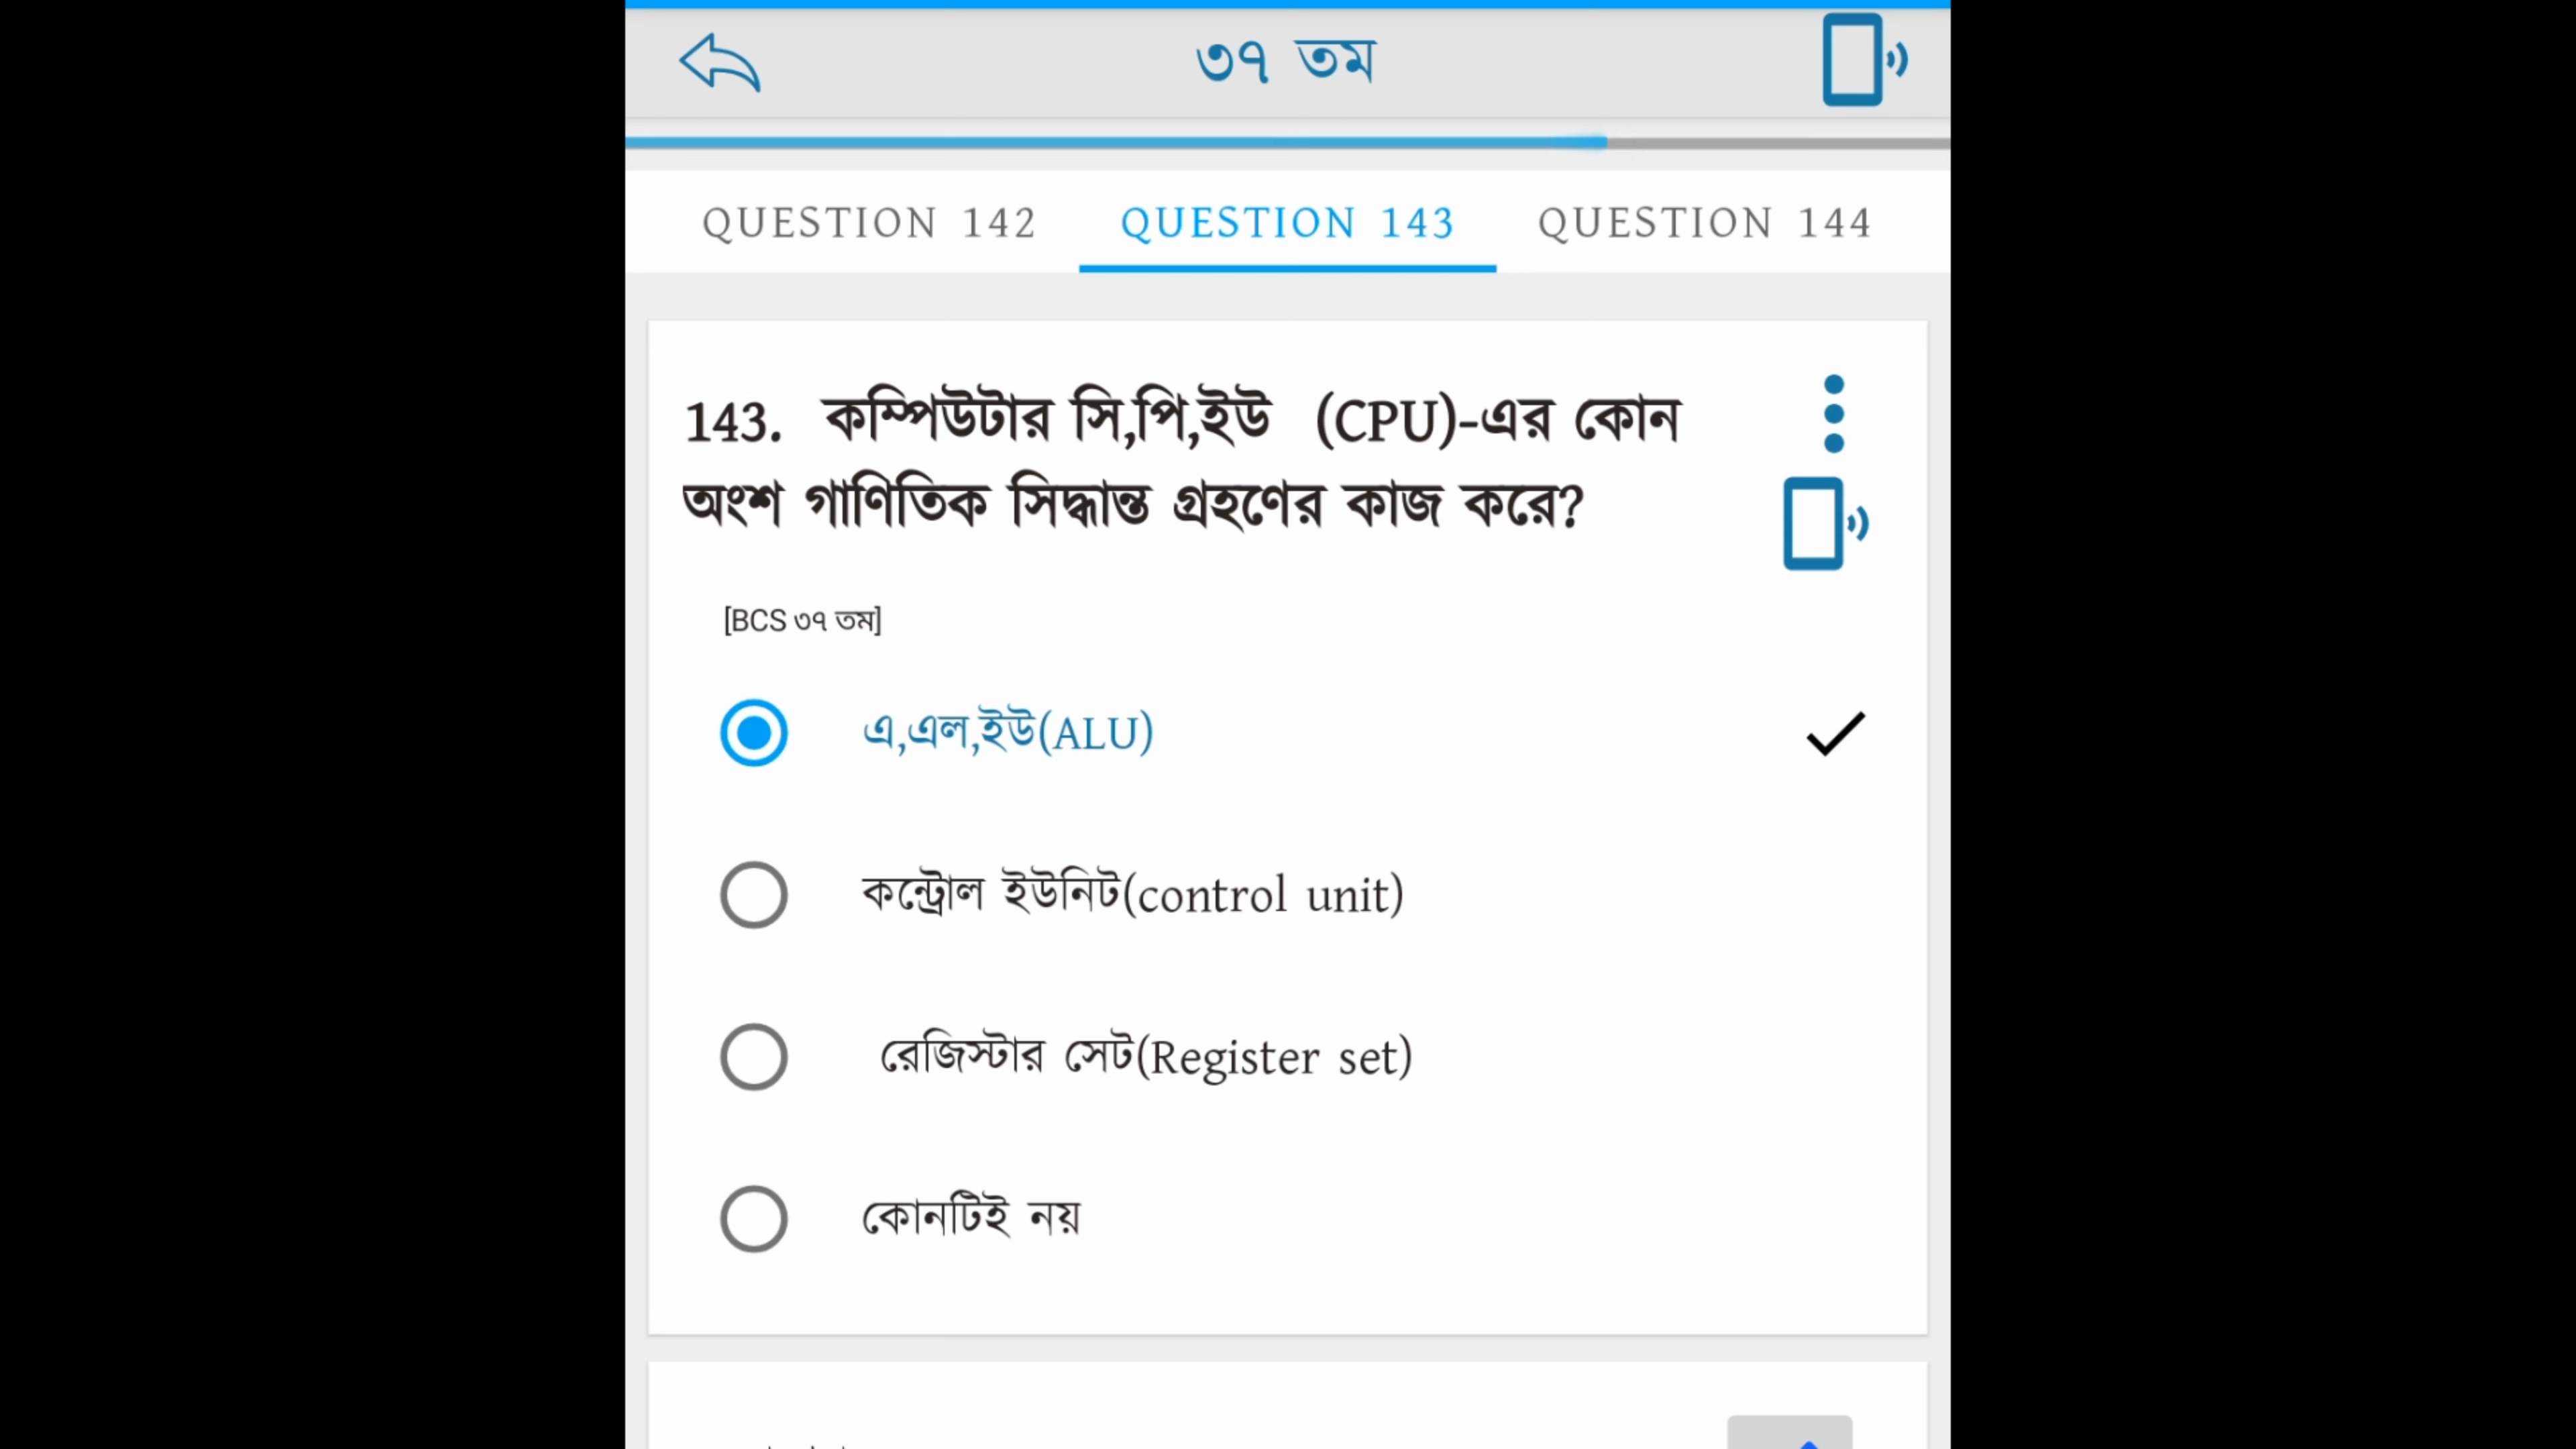 ৩৭ তম
QUESTION 142 QUESTION 143 QUESTION 144
143. কম্পিউটার সি,পি,ইউ (CPU)-এর কোন
অংশ গাণিতিক সিদ্ধান্ত গ্রহণের কাজ করে?
[BCS ৩৭ তম]
এ,এল,ইউ(ALU)
কন্ট্রোল ইউনিট(control unit)
রেজিস্টার সেট(Register set)
কোনটিই নয়